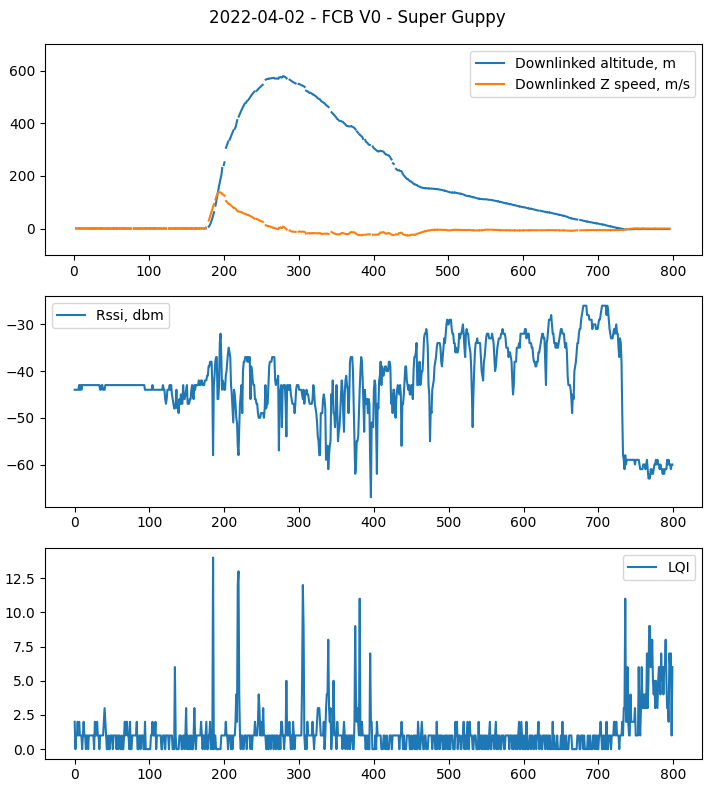 2022-04-02 - FCB V0 - Super Guppy
Downlinked altitude, m
Downlinked Z speed, m/s
600
400
200
0
0 100 200 300 400 500 600 700 800
Rssi, dbm
−30
−40
−50
−60
0 100 200 300 400 500 600 700 800
LQI
12.5
10.0
7.5
5.0
2.5
0.0
0 100 200 300 400 500 600 700 800